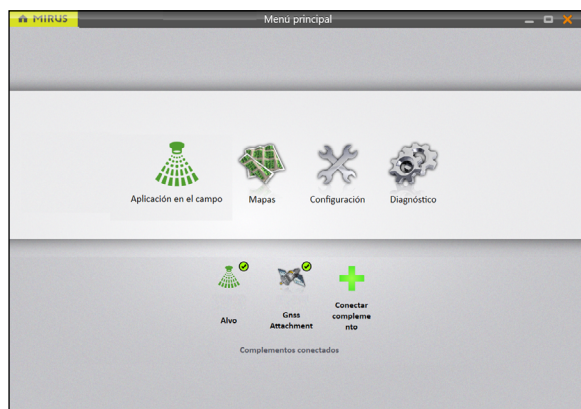 MIRUS
Menú principal
Aplicación en el campo
Mapas
Configuración
Diagnóstico
Alvo
Gnss
Attachment
Conectar
compleme
nto
Complementos conectados